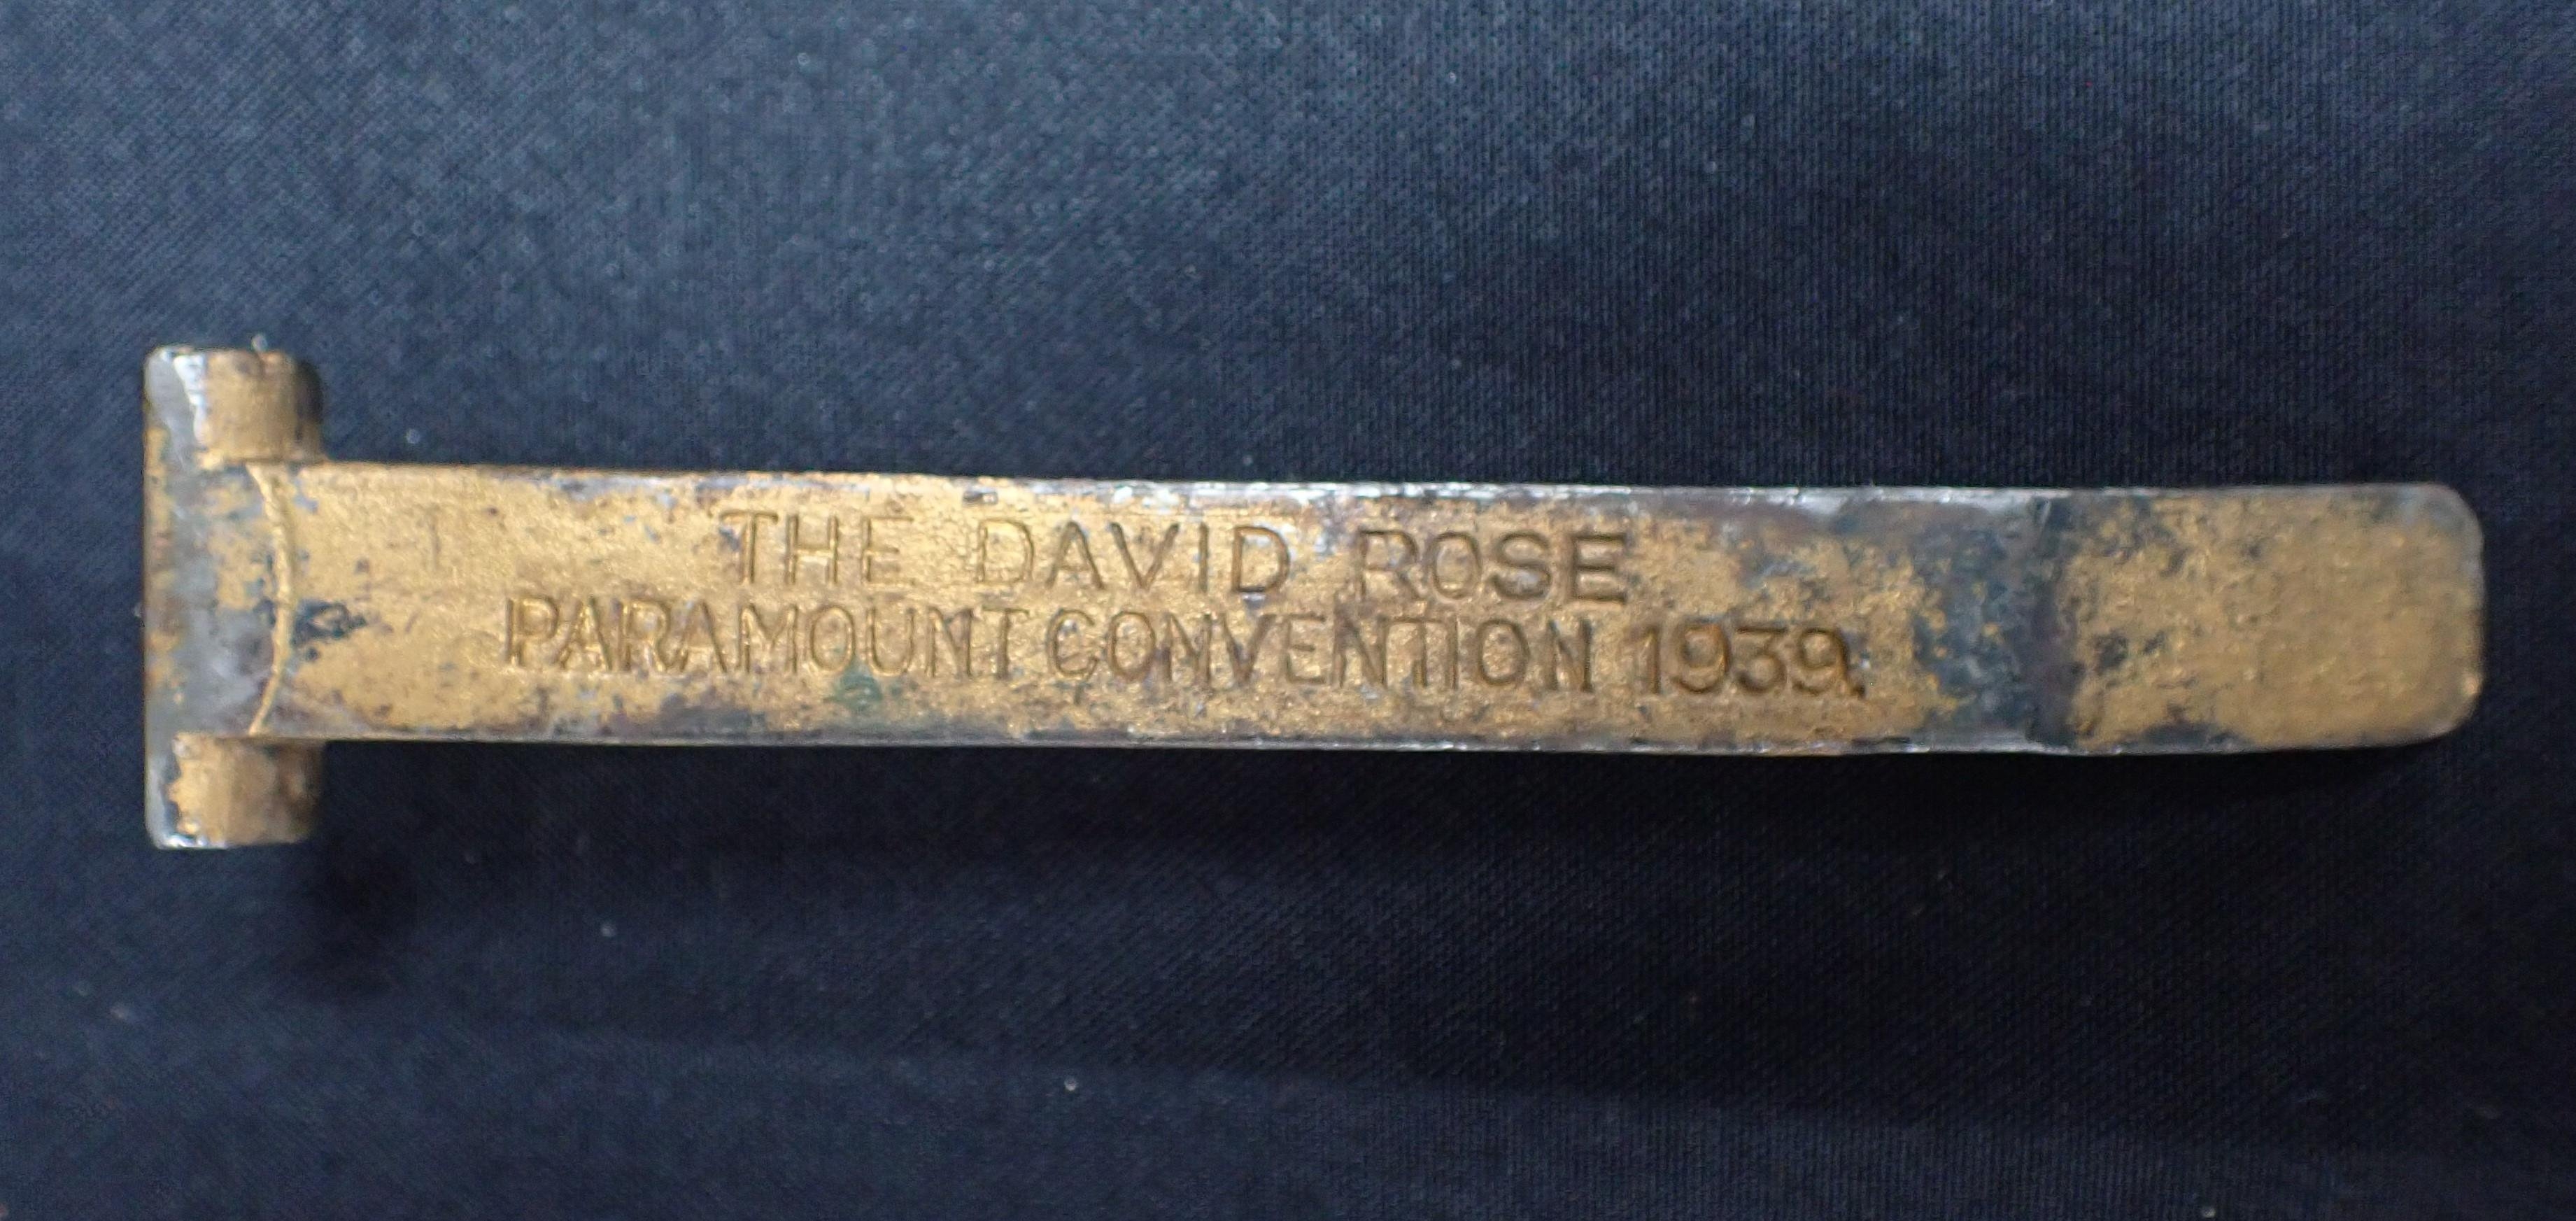 THE DAVID ROSE
PARAMOUNT CONVENTION 1939.